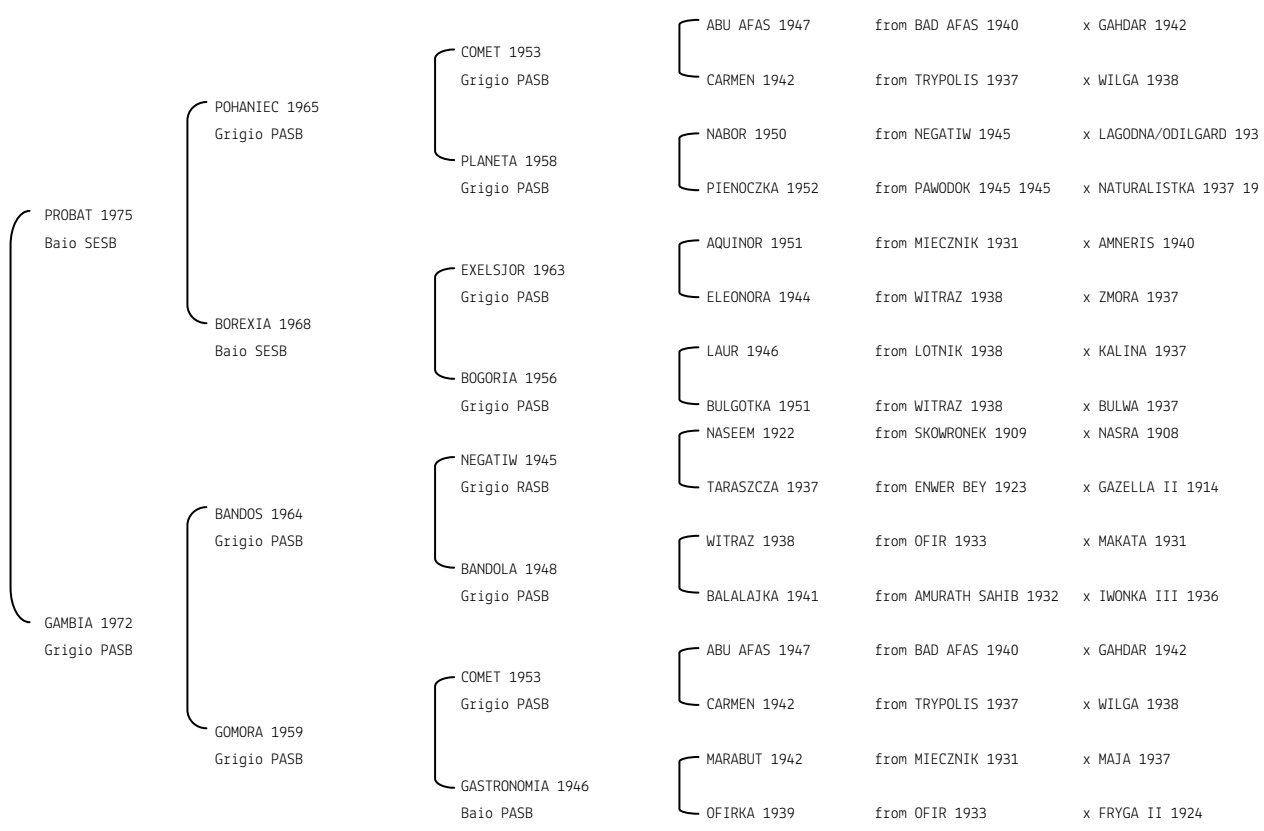 ABU AFAS 1947 from BAD AFAS 1940 x GAHDAR 1942
COMET 1953
Grigio PASB CARMEN 1942 from TRYPOLIS 1937 x WILGA 1938
POHANIEC 1965
Grigio PASB NABOR 1950 from NEGATIW 1945 x LAGODNA/ODILGARD 193
PLANETA 1958
Grigio PASB PIENOCZKA 1952 from PAWODOK 1945 1945 x NATURALISTKA 1937 19
PROBAT 1975
Baio SESB AQUINOR 1951 from MIECZNIK 1931 x AMNERIS 1940
EXELSJOR 1963
Grigio PASB ELEONORA 1944 from WITRAZ 1938 x ZMORA 1937
BOREXIA 1968
Baio SESB LAUR 1946 from LOTNIK 1938 x KALINA 1937
BOGORIA 1956
Grigio PASB BULGOTKA 1951 from WITRAZ 1938 x BULWA 1937
NASEEM 1922 from SKOWRONEK 1909 x NASRA 1908
NEGATIW 1945
Grigio RASB TARASZCZA 1937 from ENWER BEY 1923 x GAZELLA II 1914
BANDOS 1964
Grigio PASB WITRAZ 1938 from OFIR 1933 x MAKATA 1931
BANDOLA 1948
Grigio PASB BALALAJKA 1941 from AMURATH SAHIB 1932 x IWONKA III 1936
GAMBIA 1972
Grigio PASB ABU AFAS 1947 from BAD AFAS 1940 x GAHDAR 1942
COMET 1953
Grigio PASB CARMEN 1942 from TRYPOLIS 1937 x WILGA 1938
GOMORA 1959
Grigio PASB MARABUT 1942 from MIECZNIK 1931 x MAJA 1937
GASTRONOMIA 1946
Baio PASB OFIRKA 1939 from OFIR 1933 x FRYGA II 1924